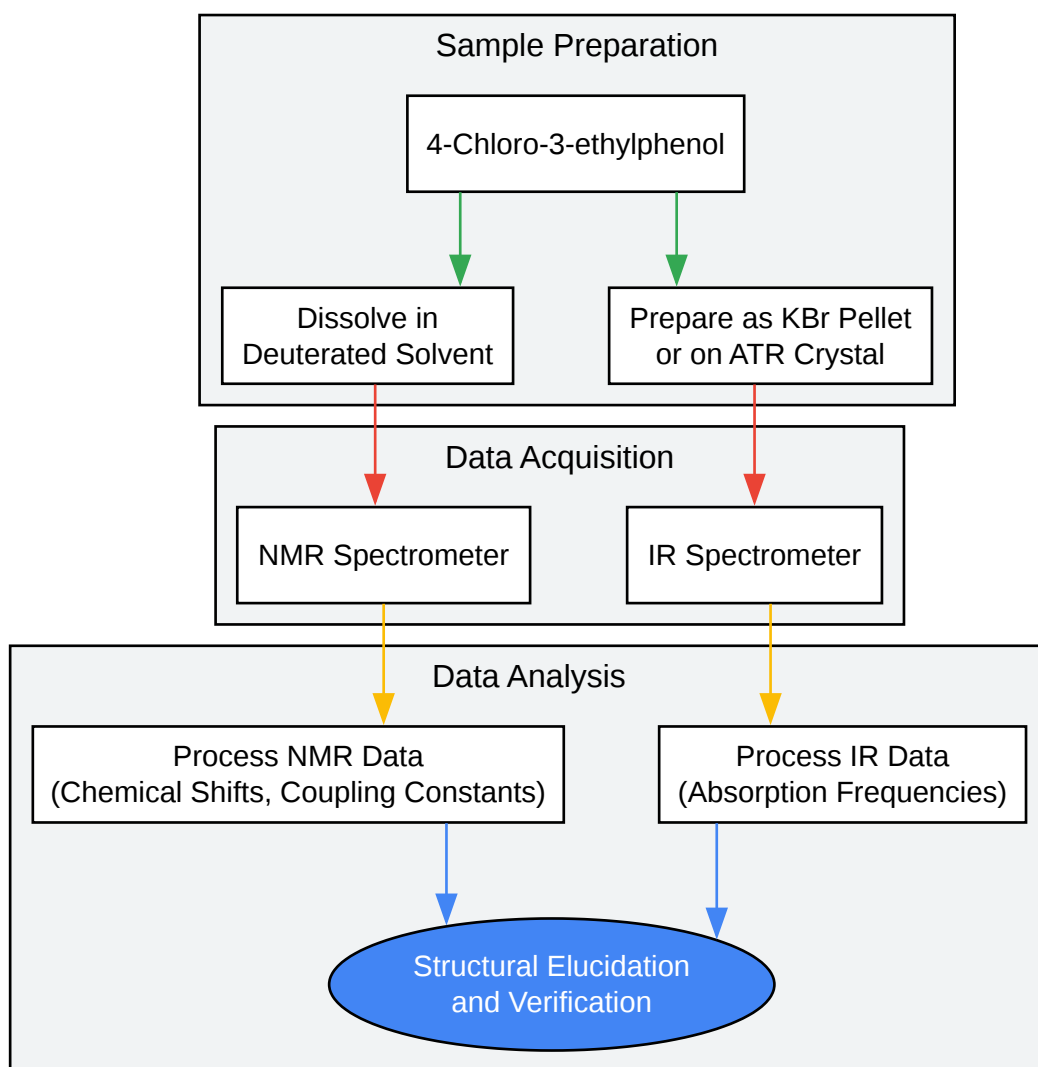 Sample Preparation
4-Chloro-3-ethylphenol
Dissolve in
Deuterated Solvent
Prepare as KBr Pellet
or on ATR Crystal
Data Acquisition
NMR Spectrometer
IR Spectrometer
Data Analysis
Process NMR Data
(Chemical Shifts, Coupling Constants)
Process IR Data
(Absorption Frequencies)
Structural Elucidation
and Verification